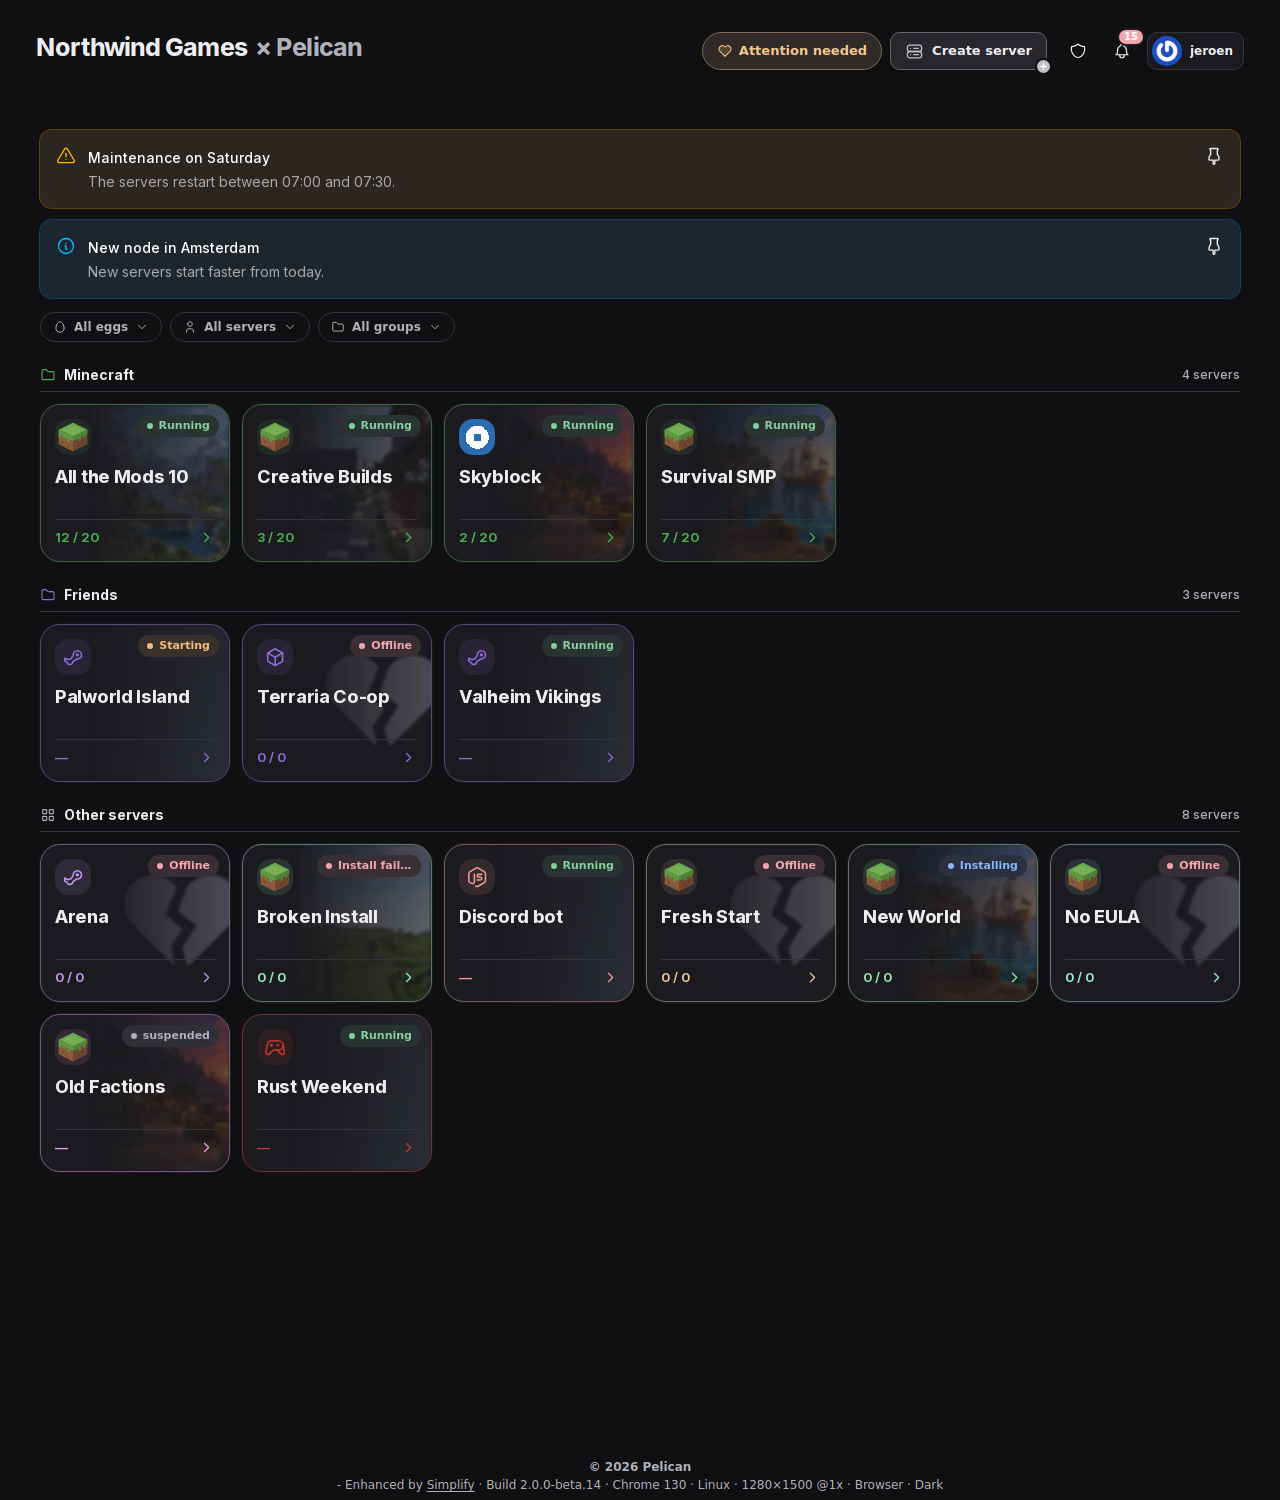 Northwind Games × Pelican
Attention needed
Create server
15
jeroen
Maintenance on Saturday
The servers restart between 07:00 and 07:30.
New node in Amsterdam
New servers start faster from today.
All eggs
All servers
All groups
Minecraft
4 servers
Running
All the Mods 10
12 / 20
Running
Creative Builds
3 / 20
Running
Skyblock
2 / 20
Running
Survival SMP
7 / 20
Friends
3 servers
Starting
Palworld Island
—
Offline
Terraria Co-op
0 / 0
Running
Valheim Vikings
—
Other servers
8 servers
Offline
Arena
0 / 0
Install fail…
Broken Install
0 / 0
Running
JS
Discord bot
—
Offline
Fresh Start
0 / 0
Installing
New World
0 / 0
Offline
No EULA
0 / 0
suspended
Old Factions
—
Running
Rust Weekend
—
© 2026 Pelican
- Enhanced by Simplify · Build 2.0.0-beta.14 · Chrome 130 · Linux · 1280×1500 @1x · Browser · Dark